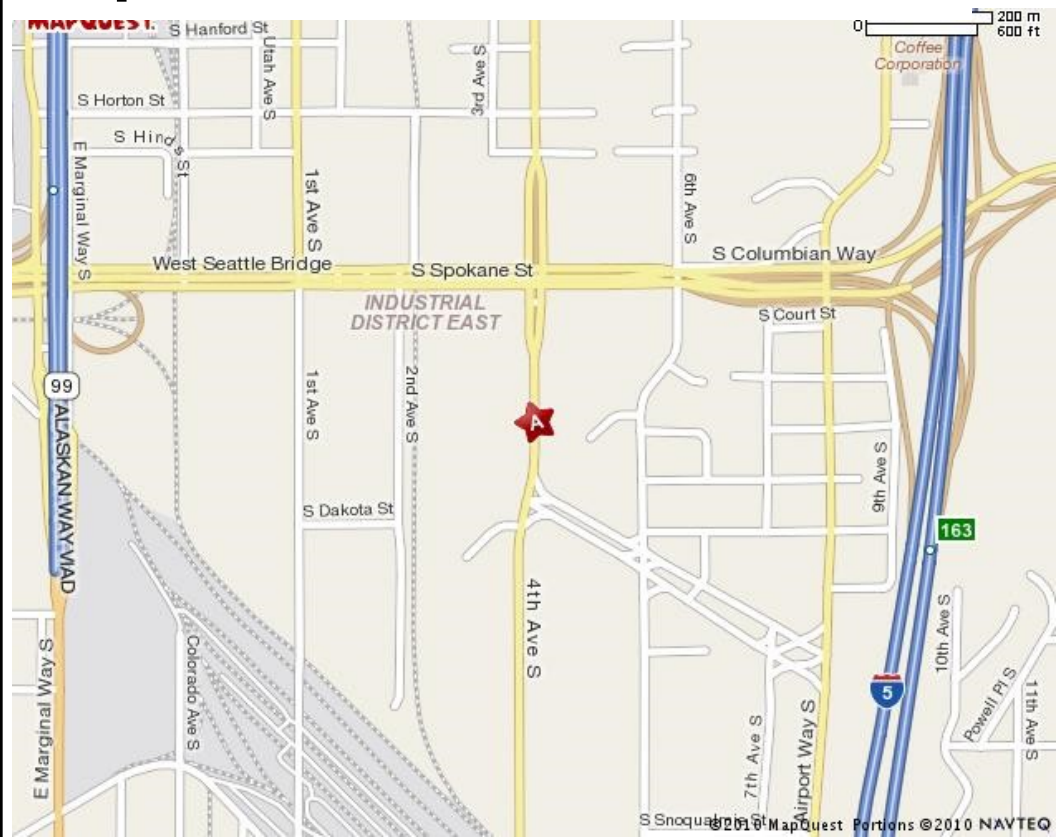 MAPQUEST.
200 m
0
600 ft
S Hanford St
Utah Ave S
3rd Ave S
Coffee
Corporation
S Horton St
S Hinds St
E Marginal Way S
1st Ave S
6th Ave S
West Seattle Bridge
S Spokane St
S Columbian Way
INDUSTRIAL
DISTRICT EAST
S Court St
99
ALASKAN WAY VIAD
1st Ave S
2nd Ave S
A
9th Ave S
S Dakota St
163
4th Ave S
10th Ave S
E Marginal Way S
Colorado Ave S
5
Powell Pl S
11th Ave S
7th Ave S
Airport Way S
S Snoqualmie St
©2010 MapQuest Portions ©2010 NAVTEQ